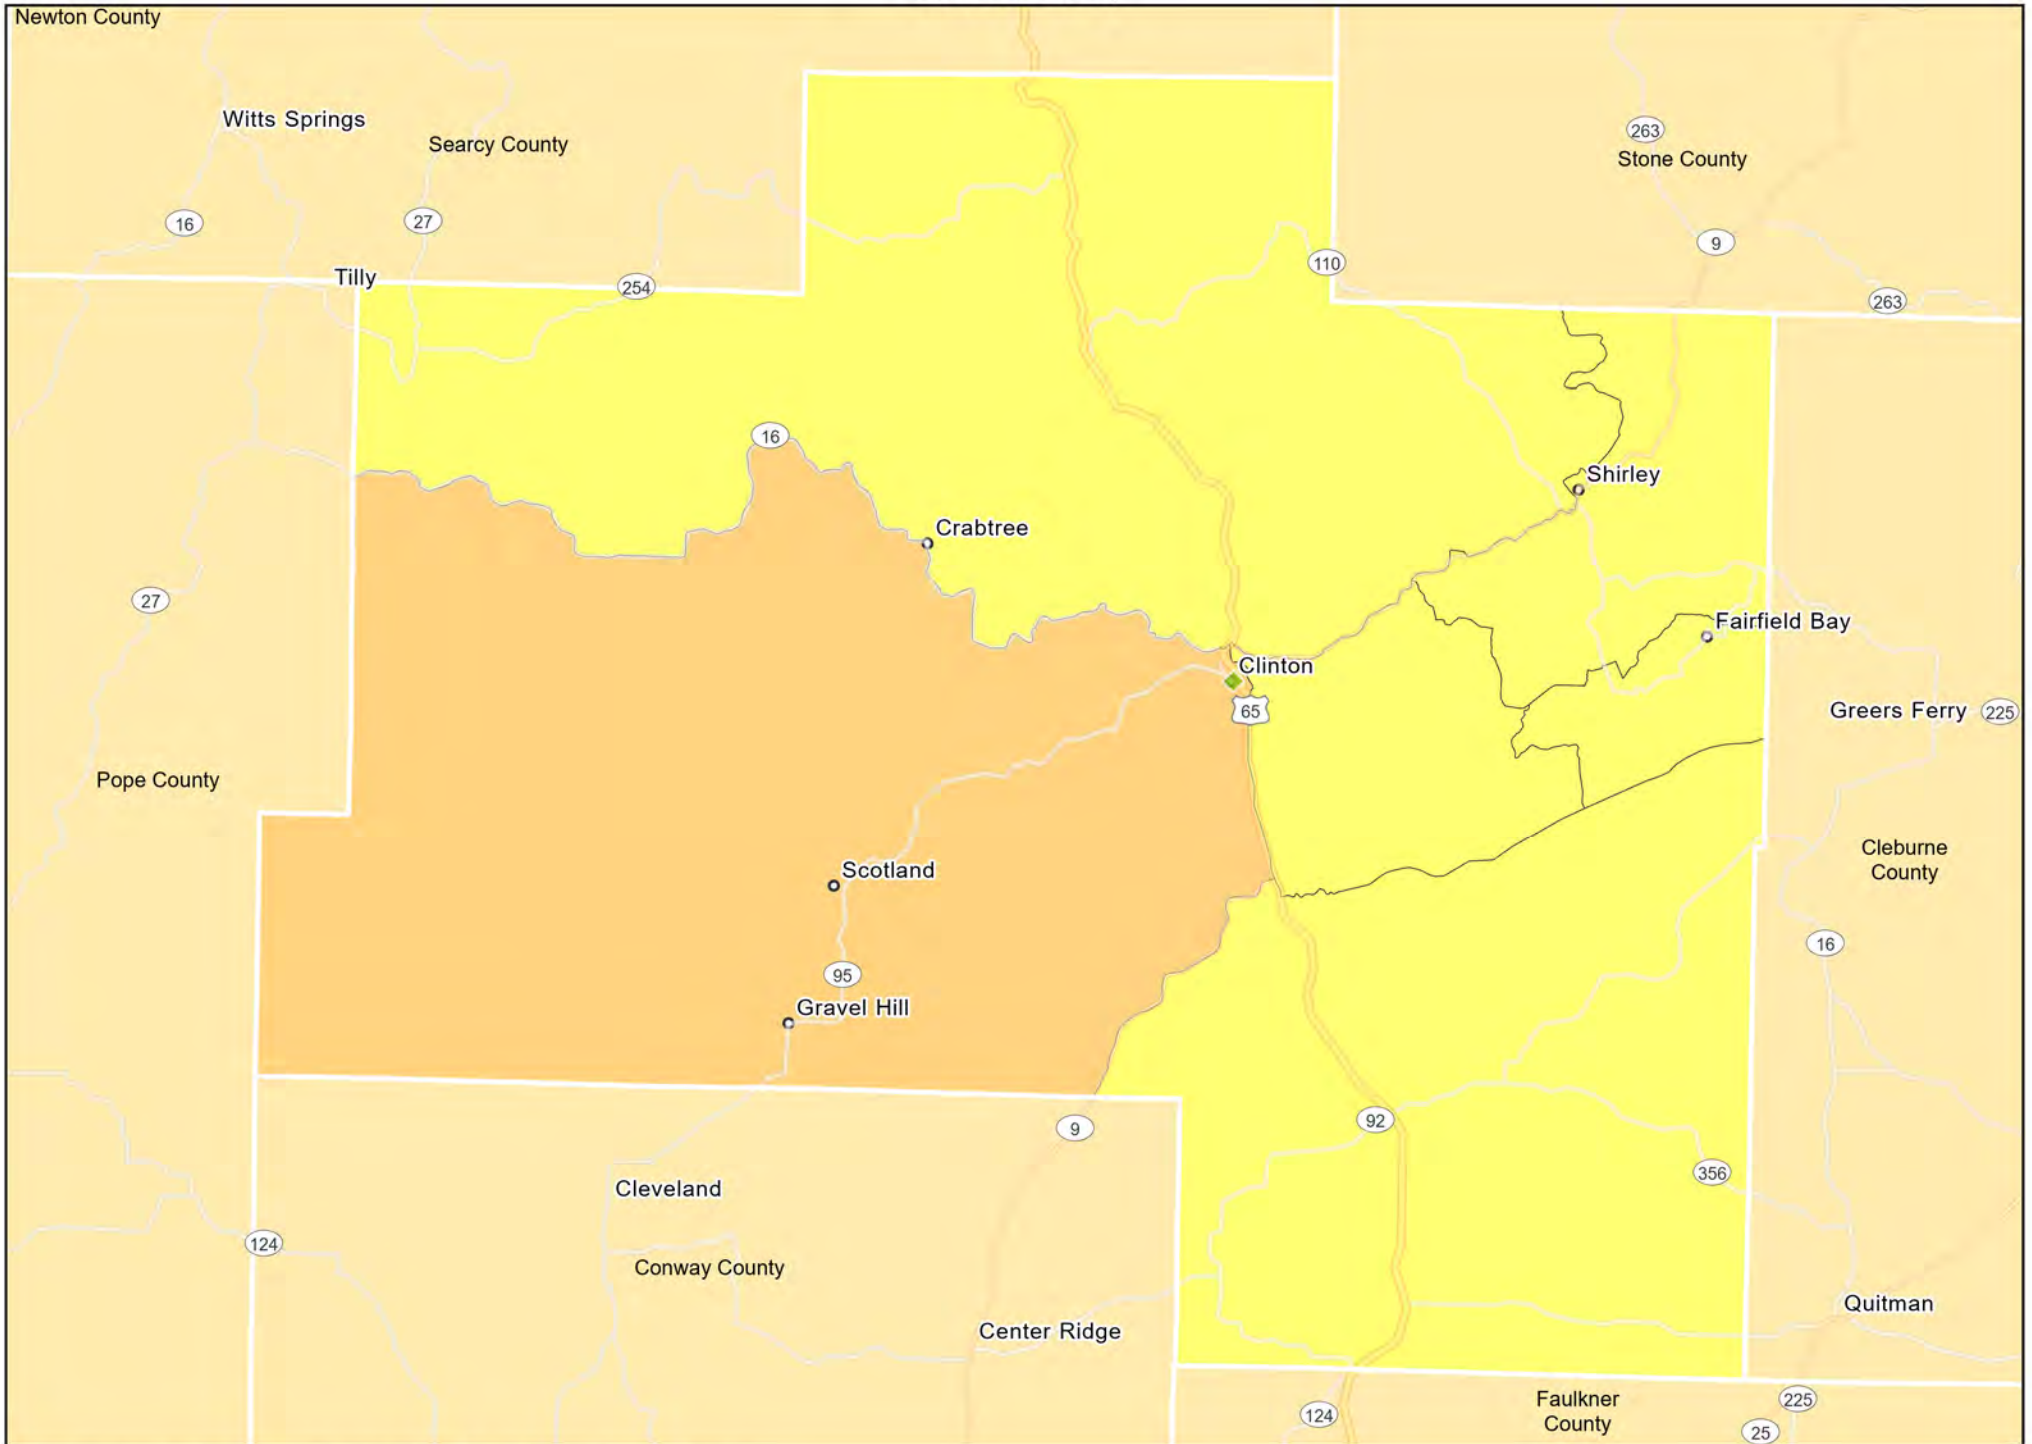 Newton County
Witts Springs
Searcy County
263
Stone County
16
27
9
Tilly
254
110
263
16
Shirley
Crabtree
27
Fairfield Bay
Clinton
65
Greers Ferry
225
Pope County
Cleburne
County
Scotland
16
95
Gravel Hill
9
92
356
Cleveland
124
Conway County
Quitman
Center Ridge
Faulkner
County
124
225
25